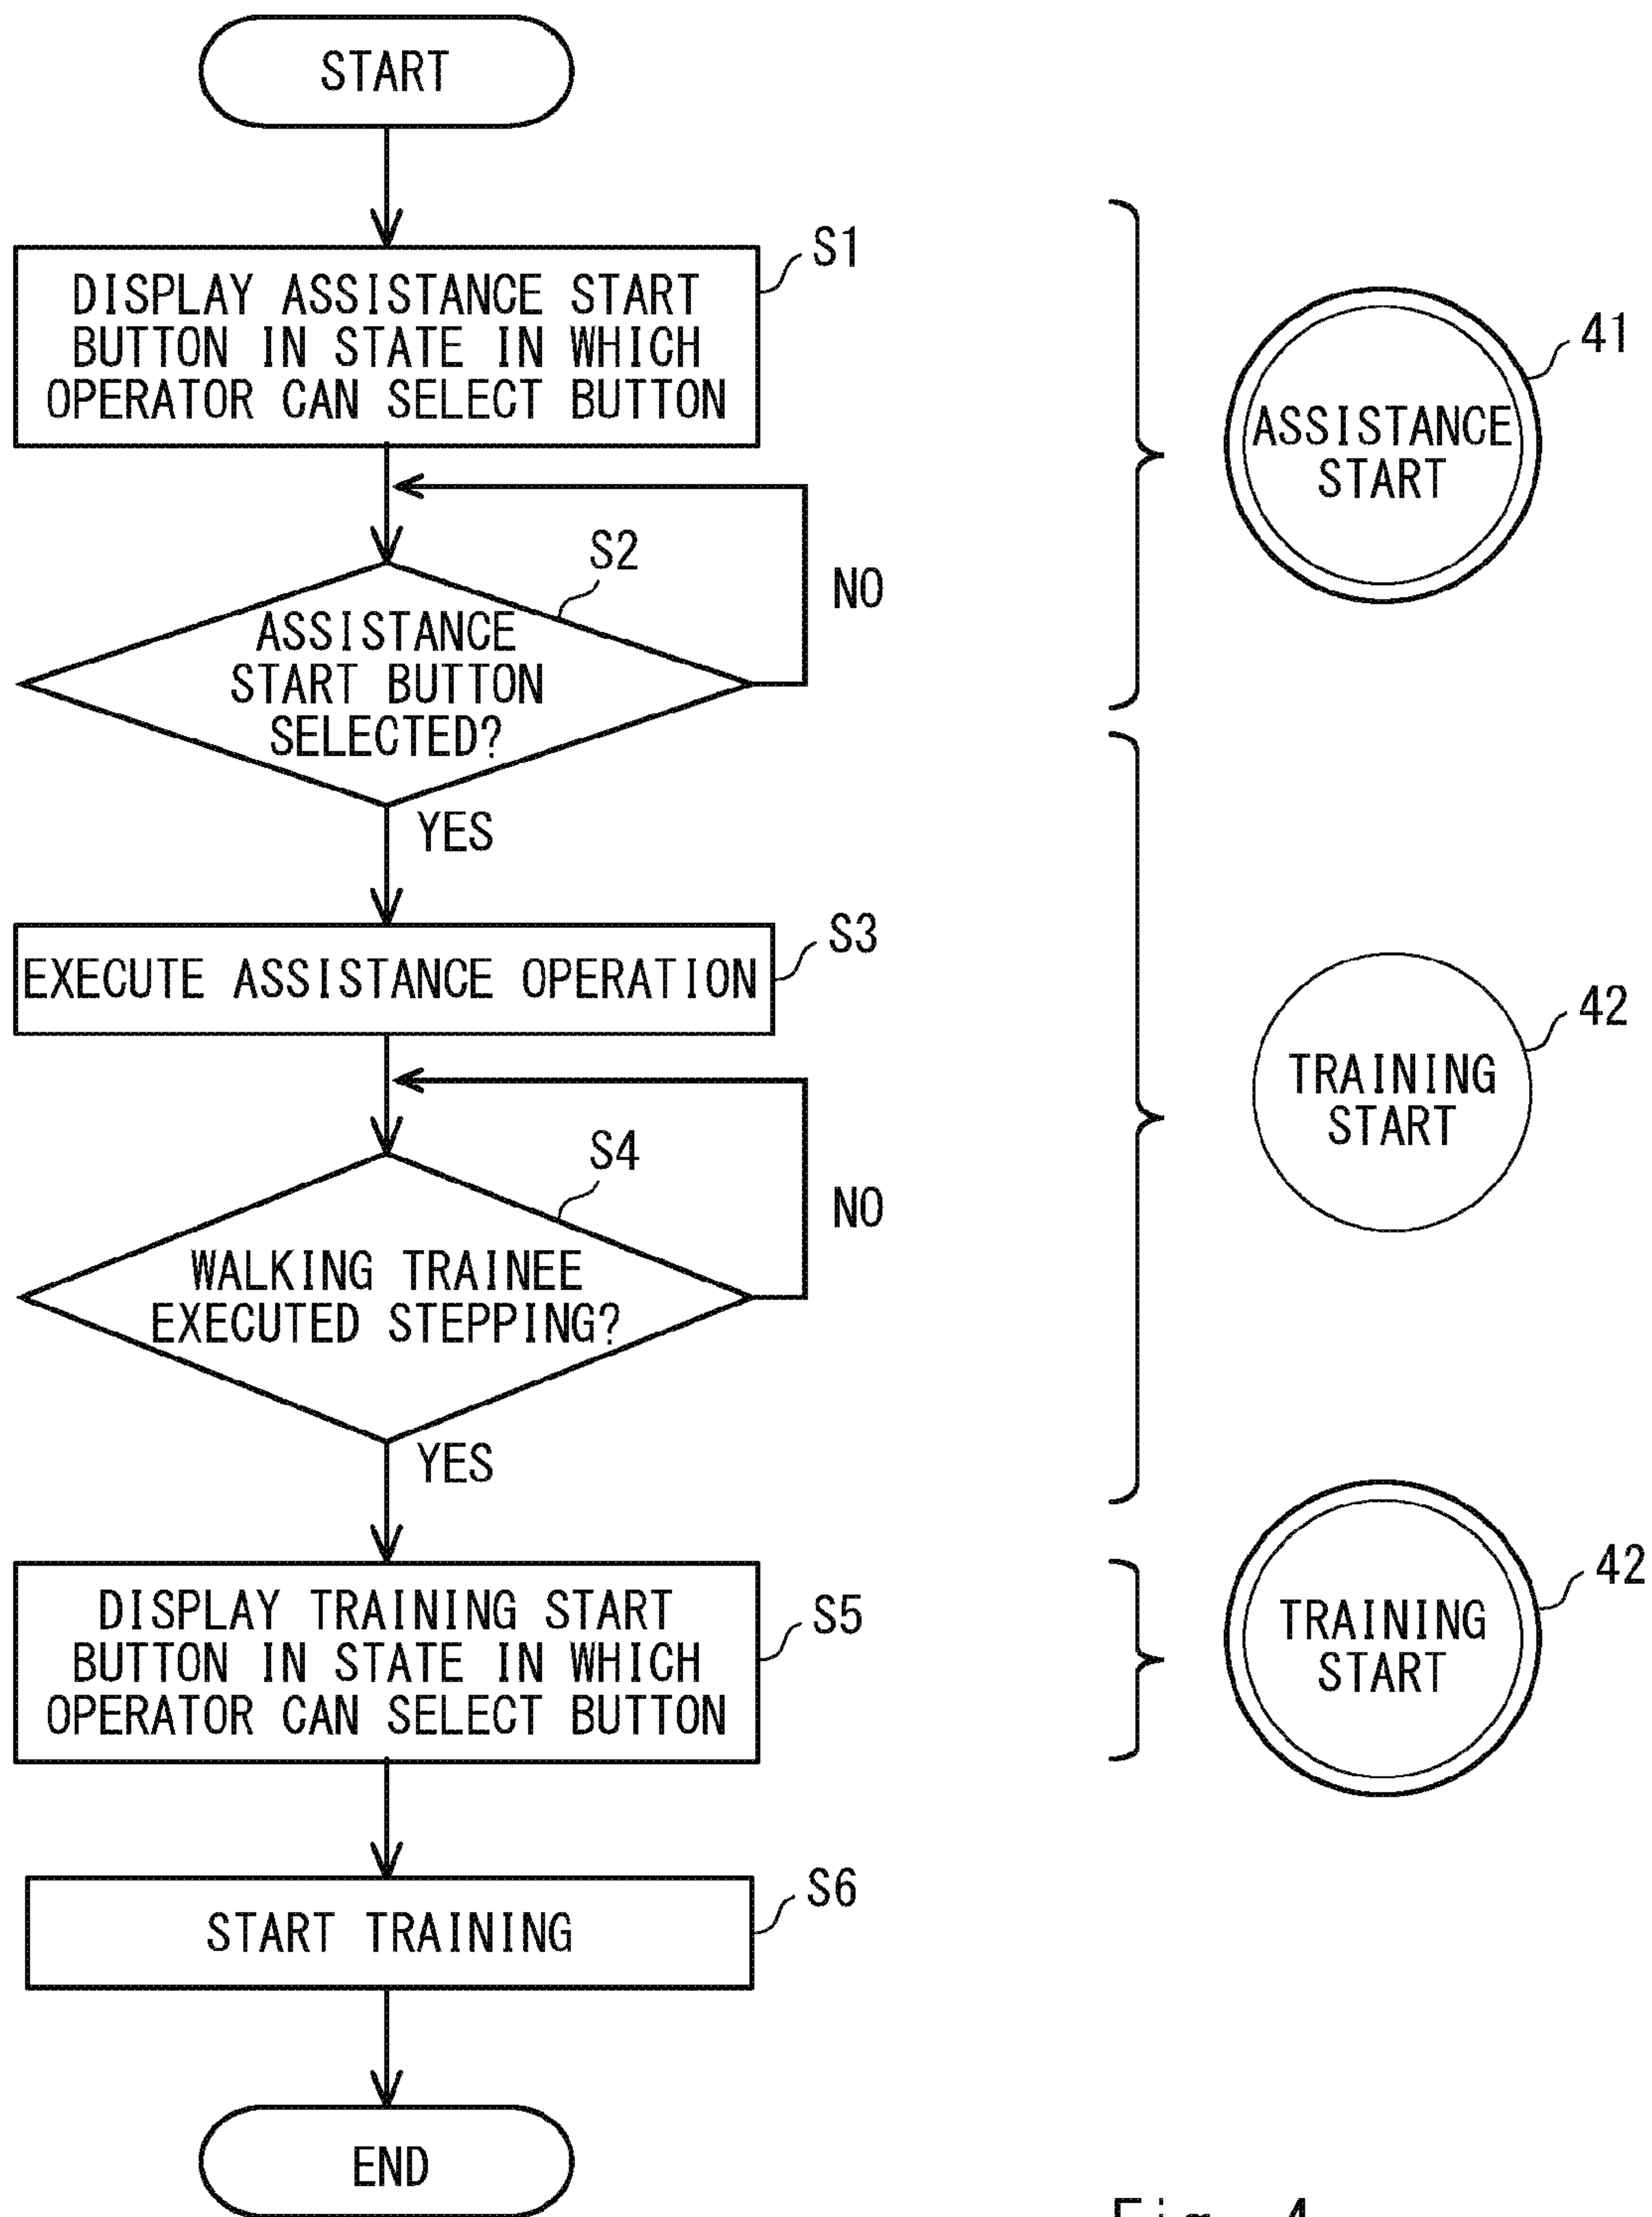 START
S1
DISPLAY ASSISTANCE START
BUTTON IN STATE IN WHICH
OPERATOR CAN SELECT BUTTON
41
ASSISTANCE
START
S2
NO
ASSISTANCE
START BUTTON
SELECTED?
YES
S3
EXECUTE ASSISTANCE OPERATION
42
TRAINING
START
S4
NO
WALKING TRAINEE
EXECUTED STEPPING?
YES
S5
DISPLAY TRAINING START
BUTTON IN STATE IN WHICH
OPERATOR CAN SELECT BUTTON
42
TRAINING
START
S6
START TRAINING
END
Fig. 4